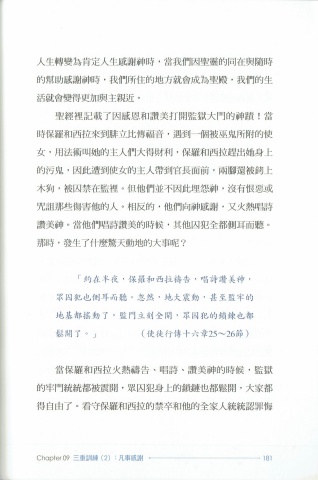 人生轉變為肯定人生感謝神時，當我們因聖靈的同在與隨時
的幫助感謝神時，我們所住的地方就會成為聖殿，我們的生
活就會變得更加與主親近。
聖經裡記載了因感恩和讚美打開監獄大門的神蹟！當
時保羅和西拉來到腓立比傳福音，遇到一個被巫鬼所附的使
女，用法術叫她的主人們大得財利，保羅和西拉趕出她身上
的污鬼，因此遭到使女的主人帶到官長面前，兩腳還被銬上
木狗，被囚禁在監裡。但他們並不因此埋怨神，沒有恨惡或
咒詛那些傷害他的人。相反的，他們向神感謝，又火熱唱詩
讚美神。當他們唱詩讚美的時候，其他囚犯全都側耳而聽。
那時，發生了什麼驚天動地的大事呢？
「約在半夜，保羅和西拉禱告，唱詩讚美神，
眾囚犯也側耳而聽。忽然，地大震動，甚至監牢的
地基都搖動了，監門立刻全開，眾囚犯的鎖鍊也都
鬆開了。」（使徒行傳十六章25～26節）
當保羅和西拉火熱禱告、唱詩、讚美神的時候，監獄
的牢門統統都被震開，眾囚犯身上的鎖鏈也都鬆開，大家都
得自由了。看守保羅和西拉的禁卒和他的全家人統統認罪悔
Chapter 09 三重訓練（2）：凡事感謝 181